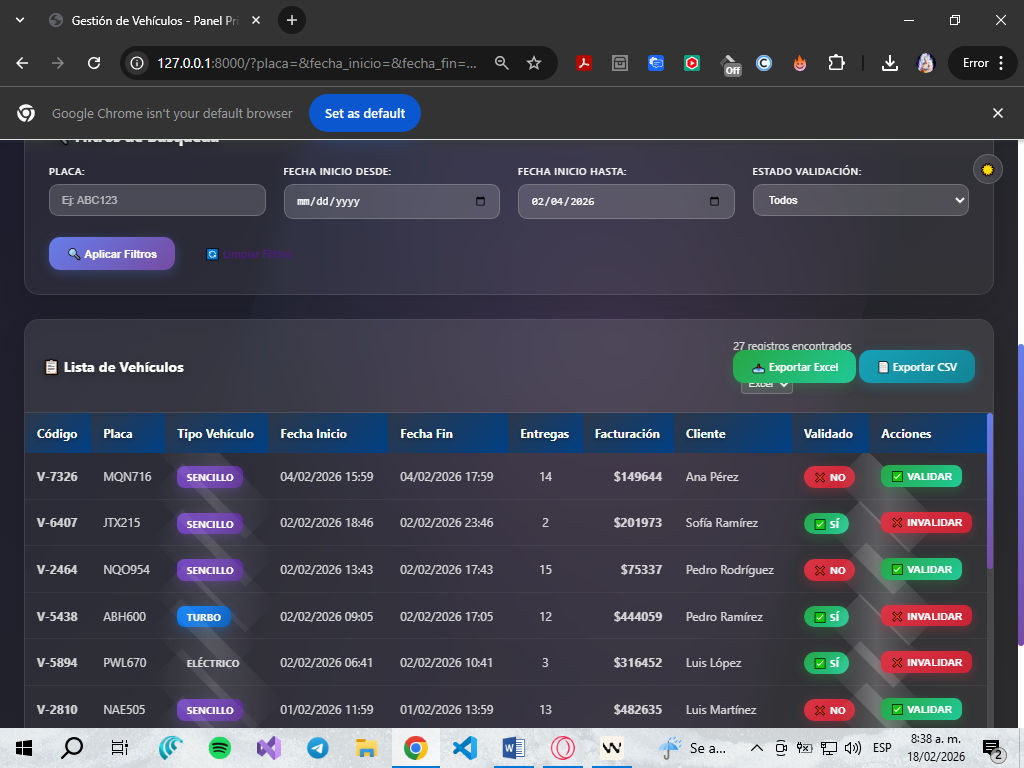 Gestión de Vehículos - Panel Pri
127.0.0.1:8000/?placa=&fecha_inicio=&fecha_fin=...
Off
Error
Google Chrome isn't your default browser
Set as default
Filtros de Búsqueda
PLACA:
FECHA INICIO DESDE:
FECHA INICIO HASTA:
ESTADO VALIDACIÓN:
Ej: ABC123
mm/dd/yyyy
02/04/2026
Todos
Aplicar Filtros
Limpiar Filtros
27 registros encontrados
Lista de Vehículos
Exportar Excel
Exportar CSV
Excel
Código Placa Tipo Vehículo Fecha Inicio Fecha Fin Entregas Facturación Cliente Validado Acciones
V-7326 MQN716 SENCILLO 04/02/2026 15:59 04/02/2026 17:59 14 $149644 Ana Pérez NO VALIDAR
V-6407 JTX215 SENCILLO 02/02/2026 18:46 02/02/2026 23:46 2 $201973 Sofía Ramírez SÍ INVALIDAR
V-2464 NQO954 SENCILLO 02/02/2026 13:43 02/02/2026 17:43 15 $75337 Pedro Rodríguez NO VALIDAR
V-5438 ABH600 TURBO 02/02/2026 09:05 02/02/2026 17:05 12 $444059 Pedro Ramírez SÍ INVALIDAR
V-5894 PWL670 ELÉCTRICO 02/02/2026 06:41 02/02/2026 10:41 3 $316452 Luis López SÍ INVALIDAR
V-2810 NAE505 SENCILLO 01/02/2026 11:59 01/02/2026 13:59 13 $482635 Luis Martínez NO VALIDAR
Se a...
ESP
8:38 a. m.
18/02/2026
2